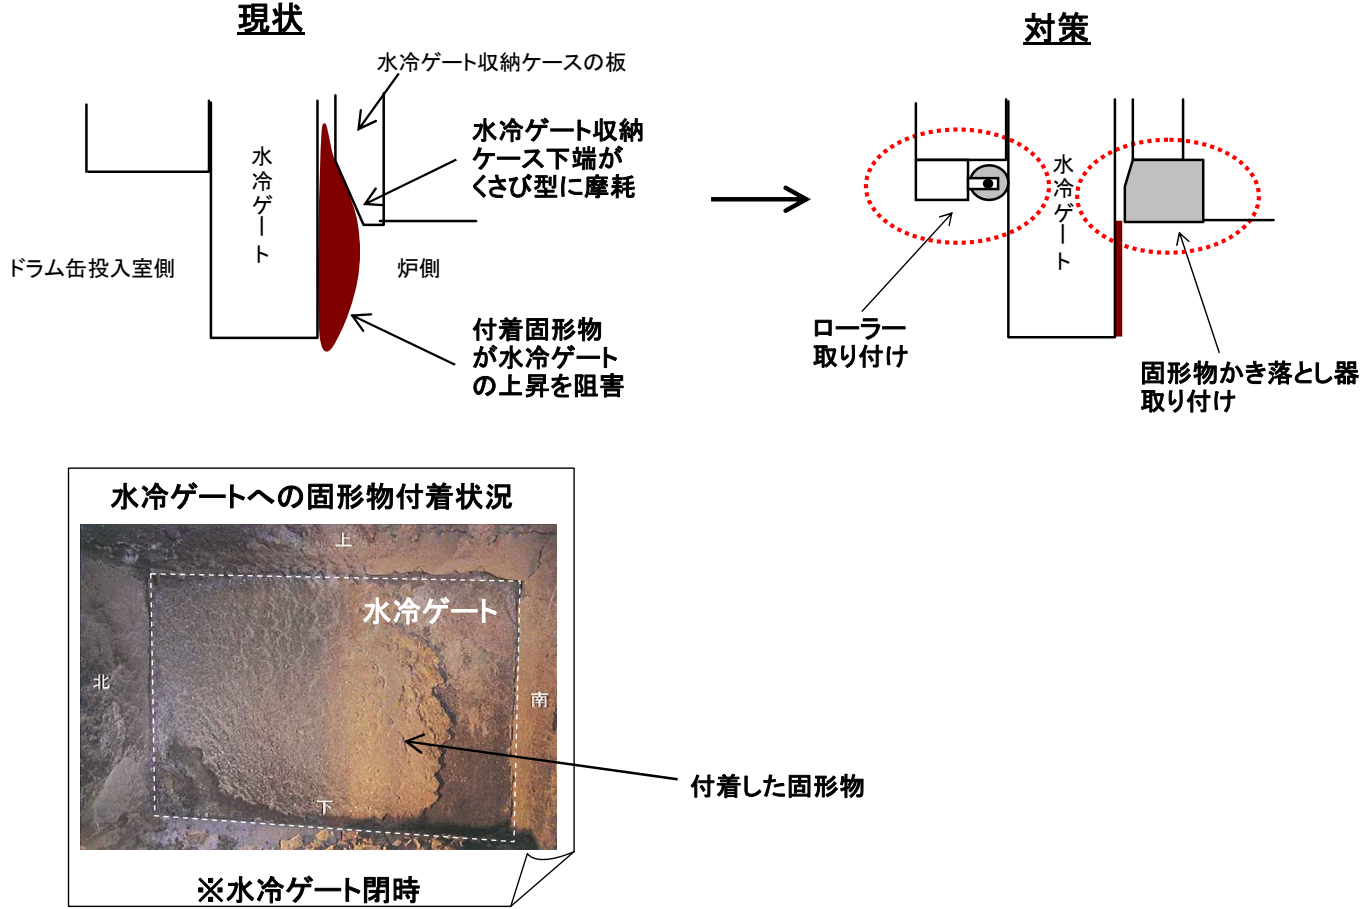 現状
対策
水冷ゲート収納ケースの板
水冷ゲート収納
ケース下端が
くさび型に摩耗
水冷ゲート
ドラム缶投入室側
炉側
付着固形物
が水冷ゲート
の上昇を阻害
水冷ゲート
ローラー
取り付け
固形物かき落とし器
取り付け
水冷ゲートへの固形物付着状況
上
水冷ゲート
北
南
下
付着した固形物
※水冷ゲート閉時